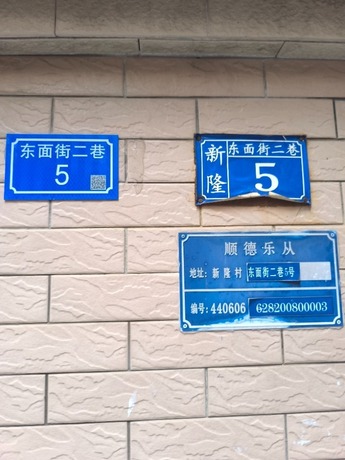 东面街二巷
5
新隆
东面街二巷
5
顺德乐从
地址：新隆村 东面街二巷5号
编号：440606 G28200800003